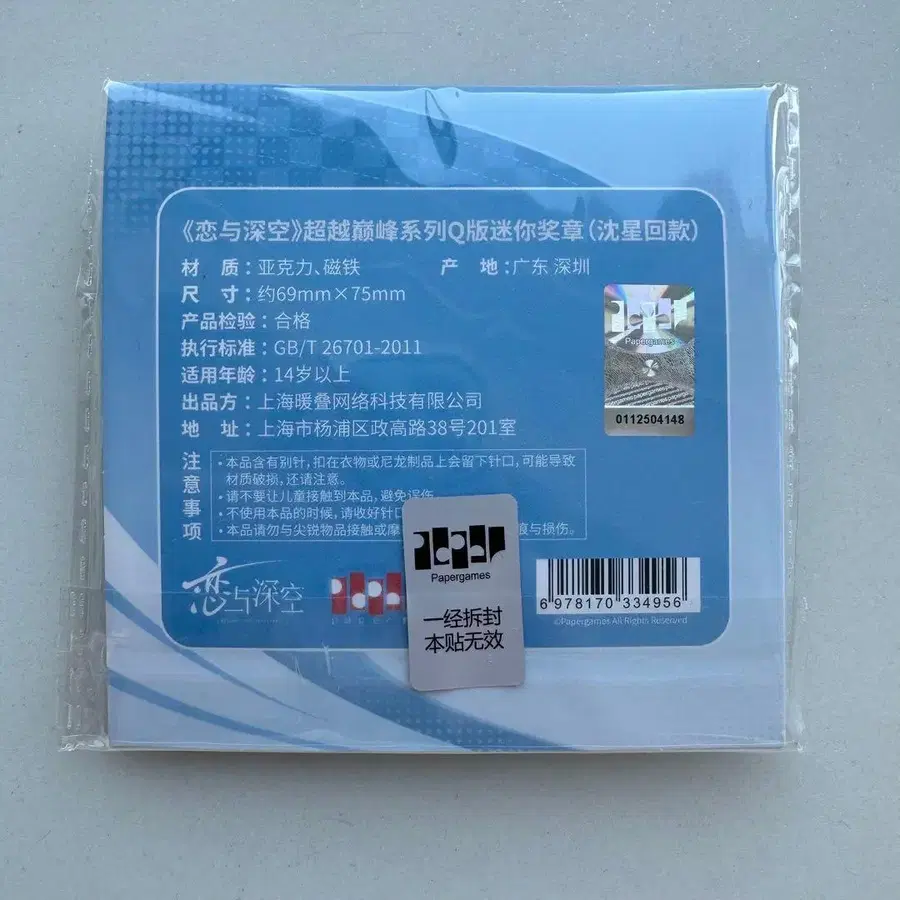 《恋与深空》超越巅峰系列Q版迷你奖章(沈星回款)
材 质:亚克力、磁铁 产 地:广东 深圳
尺 寸:约69mm×75mm
产品检验:合格
执行标准:GB/T 26701-2011
适用年龄:14岁以上
出品方:上海暖叠网络科技有限公司
地 址:上海市杨浦区政高路38号201室
Papergames
0112504148
注意事项
·本品含有别针,扣在衣物或尼龙制品上会留下针口,可能导致
材质破损,还请注意。
·请不要让儿童接触到本品,避免误伤。
·不使用本品的时候,请收好针口
·本品请勿与尖锐物品接触或摩 痕与损伤。
恋与深空
Papergames
一经拆封
本贴无效
6 978170 334956
©Papergames All Rights Reserved